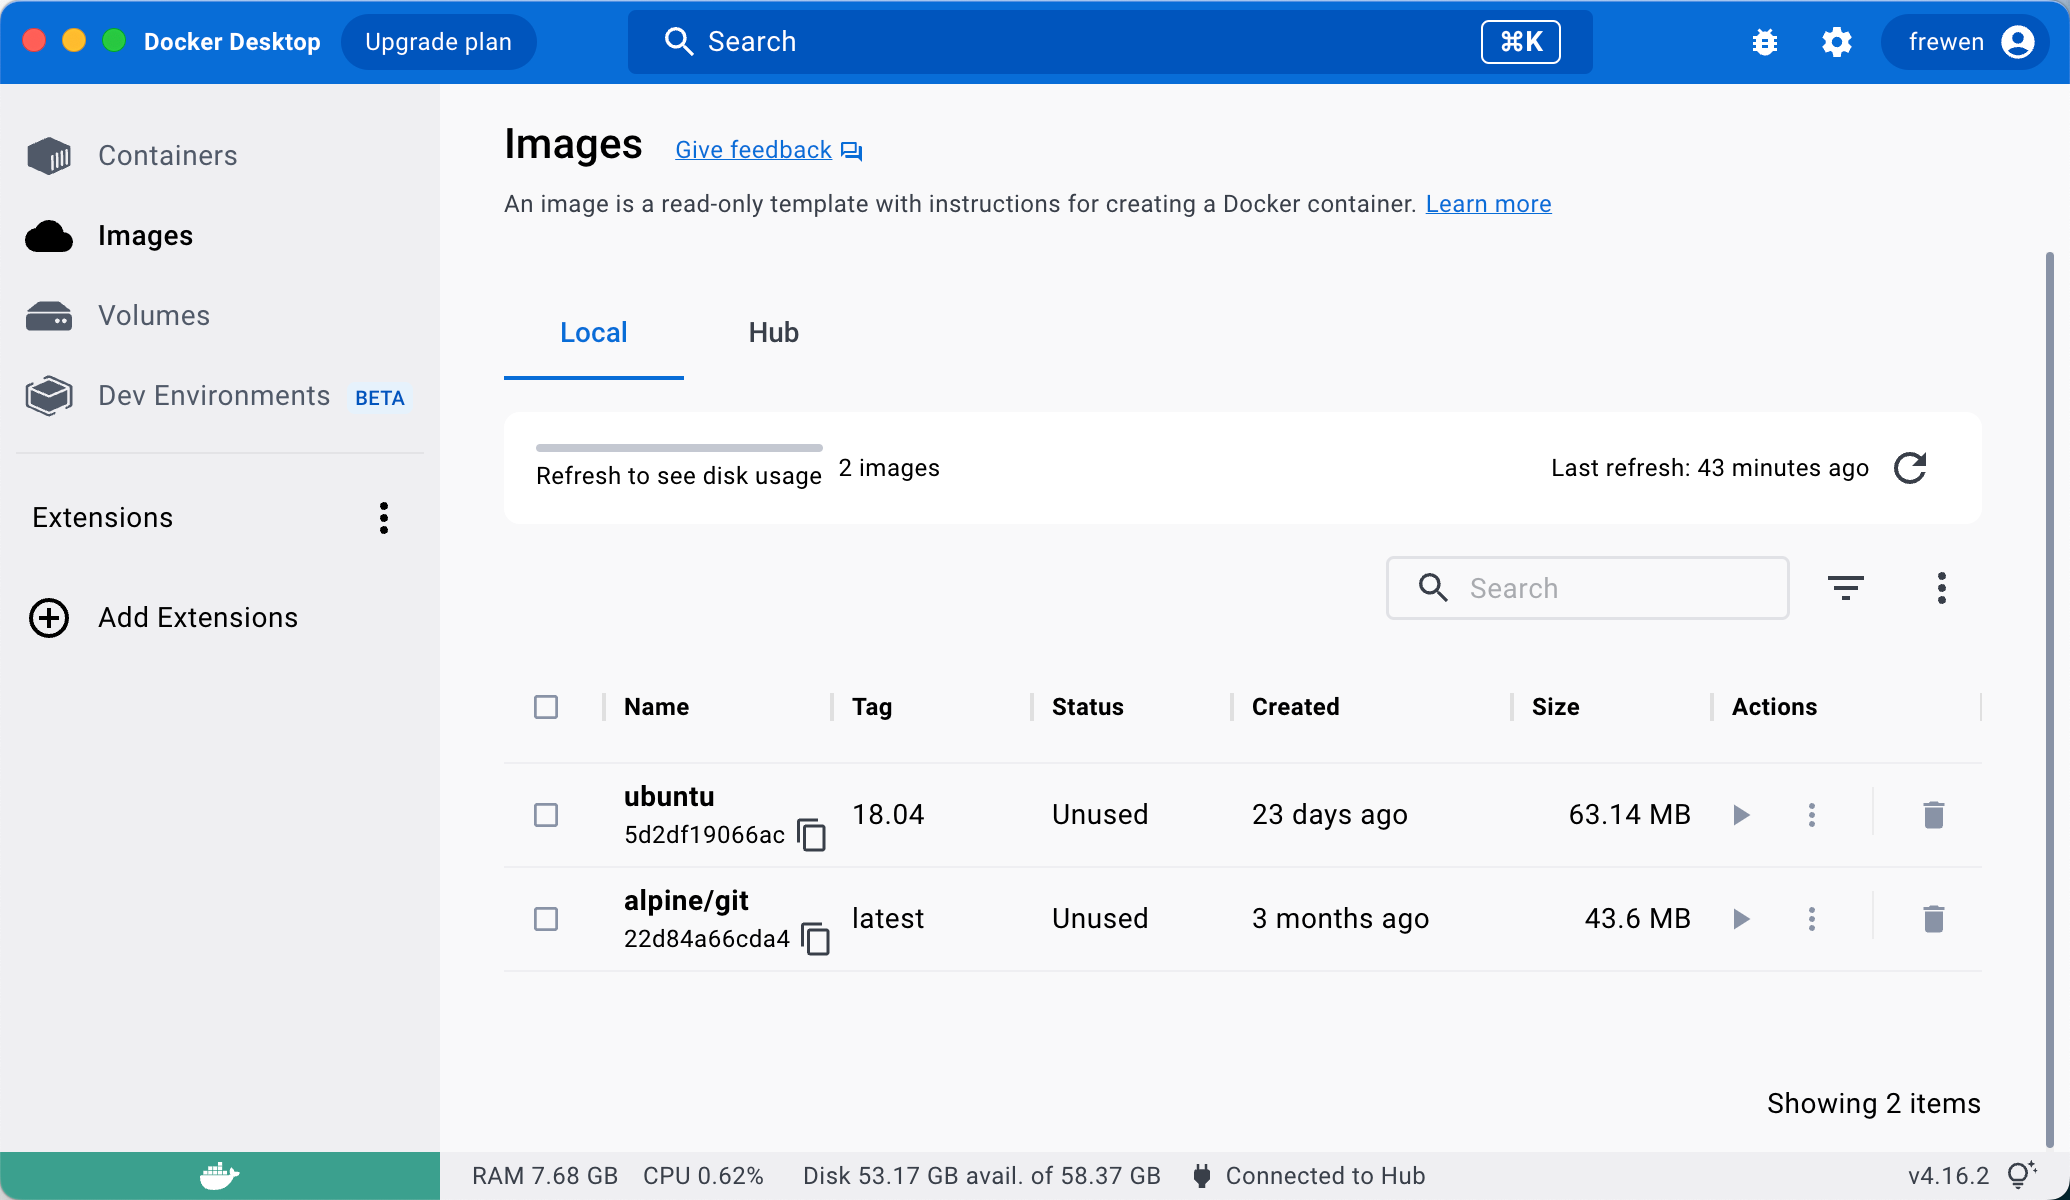 Docker Desktop
Upgrade plan
Search
⌘K
frewen
Containers
Images
Volumes
Dev Environments BETA
Extensions
Add Extensions
Images
Give feedback
An image is a read-only template with instructions for creating a Docker container. Learn more
Local
Hub
Refresh to see disk usage
2 images
Last refresh: 43 minutes ago
Search
Name Tag Status Created Size Actions
ubuntu
5d2df19066ac
18.04 Unused 23 days ago 63.14 MB
alpine/git
22d84a66cda4
latest Unused 3 months ago 43.6 MB
Showing 2 items
RAM 7.68 GB CPU 0.62% Disk 53.17 GB avail. of 58.37 GB Connected to Hub v4.16.2